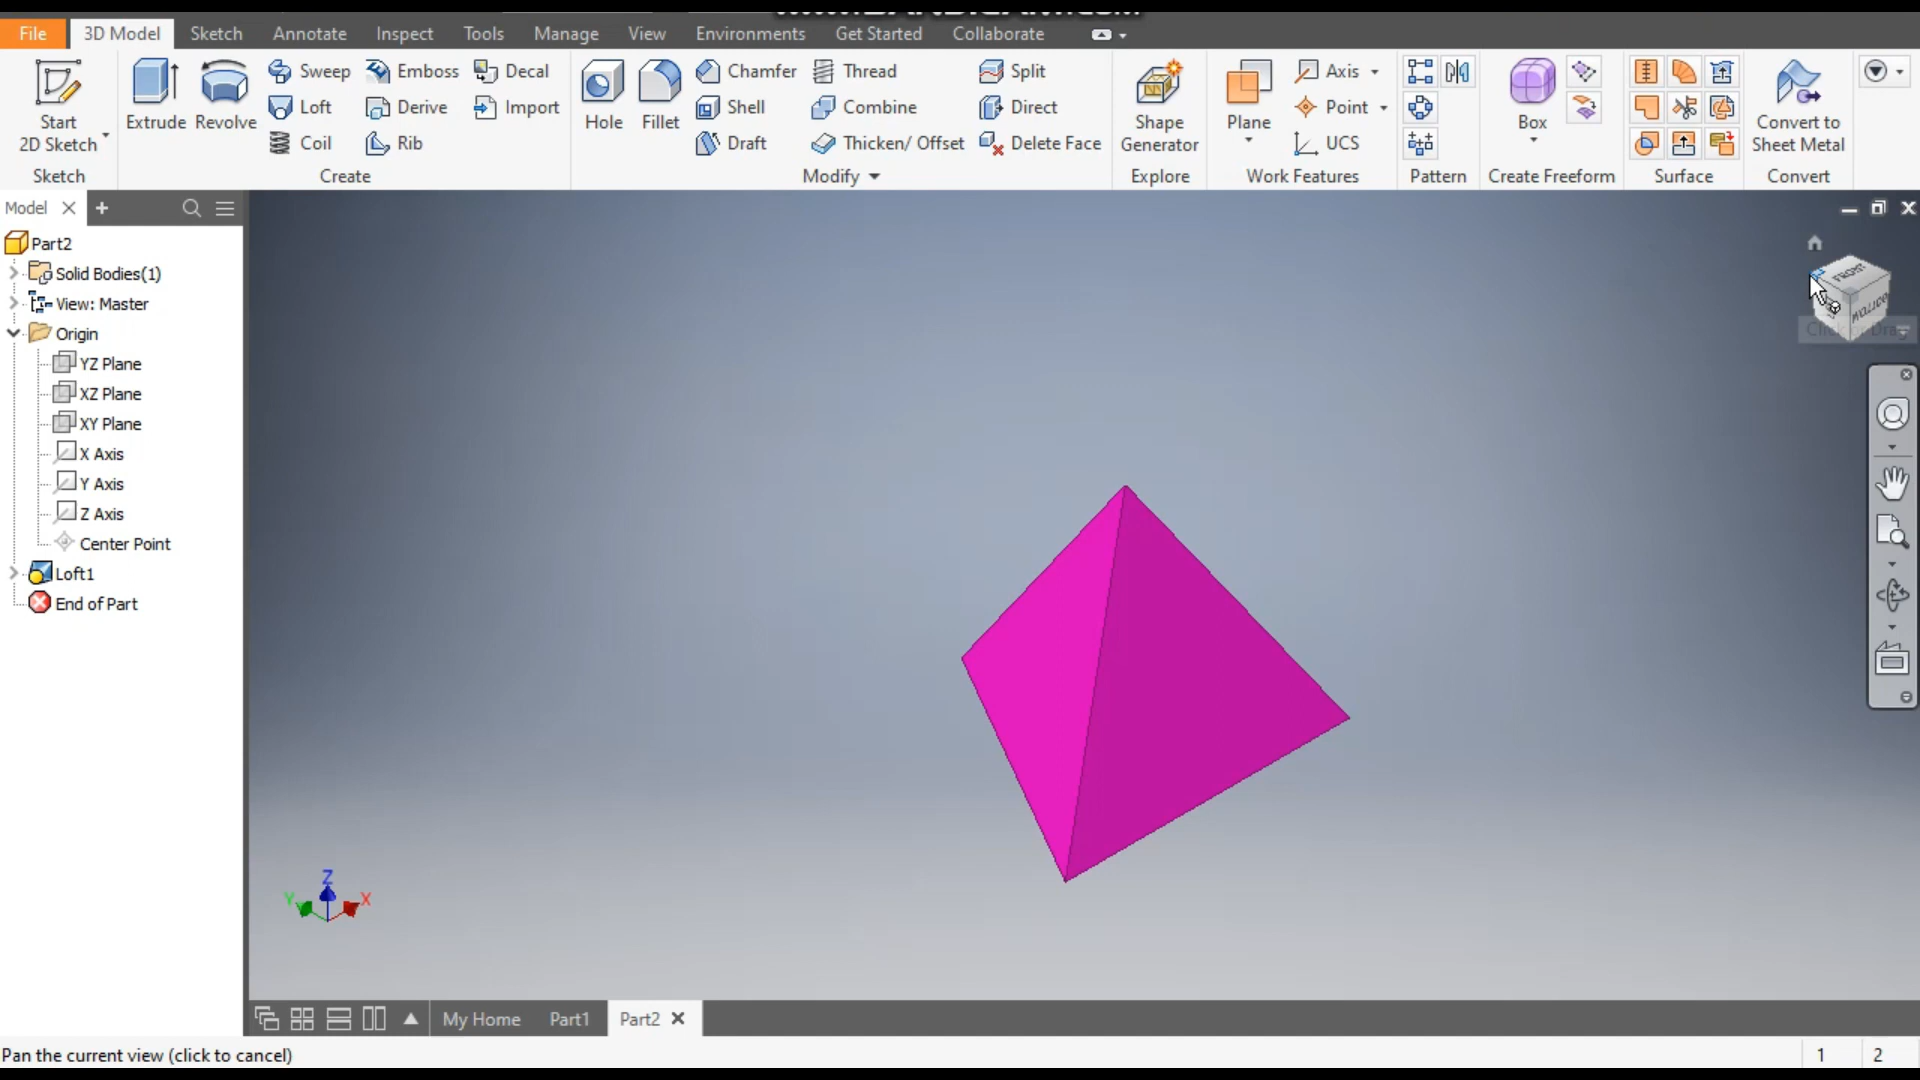 File 3D Model Sketch Annotate Inspect Tools Manage View Environments Get Started Collaborate
Start
2D Sketch
Extrude
Revolve
Sweep
Loft
Coil
Emboss
Derive
Rib
Decal
Import
Hole
Fillet
Chamfer
Shell
Draft
Thread
Combine
Thicken/ Offset
Split
Direct
Delete Face
Shape
Generator
Plane
Axis
Point
UCS
Box
Convert to
Sheet Metal
Sketch Create Modify Explore Work Features Pattern Create Freeform Surface Convert
Model
Part2
Solid Bodies(1)
View: Master
Origin
YZ Plane
XZ Plane
XY Plane
X Axis
Y Axis
Z Axis
Center Point
Loft1
End of Part
FRONT
BOTTOM
Z
Y X
My Home Part1 Part2
Pan the current view (click to cancel)
1 2